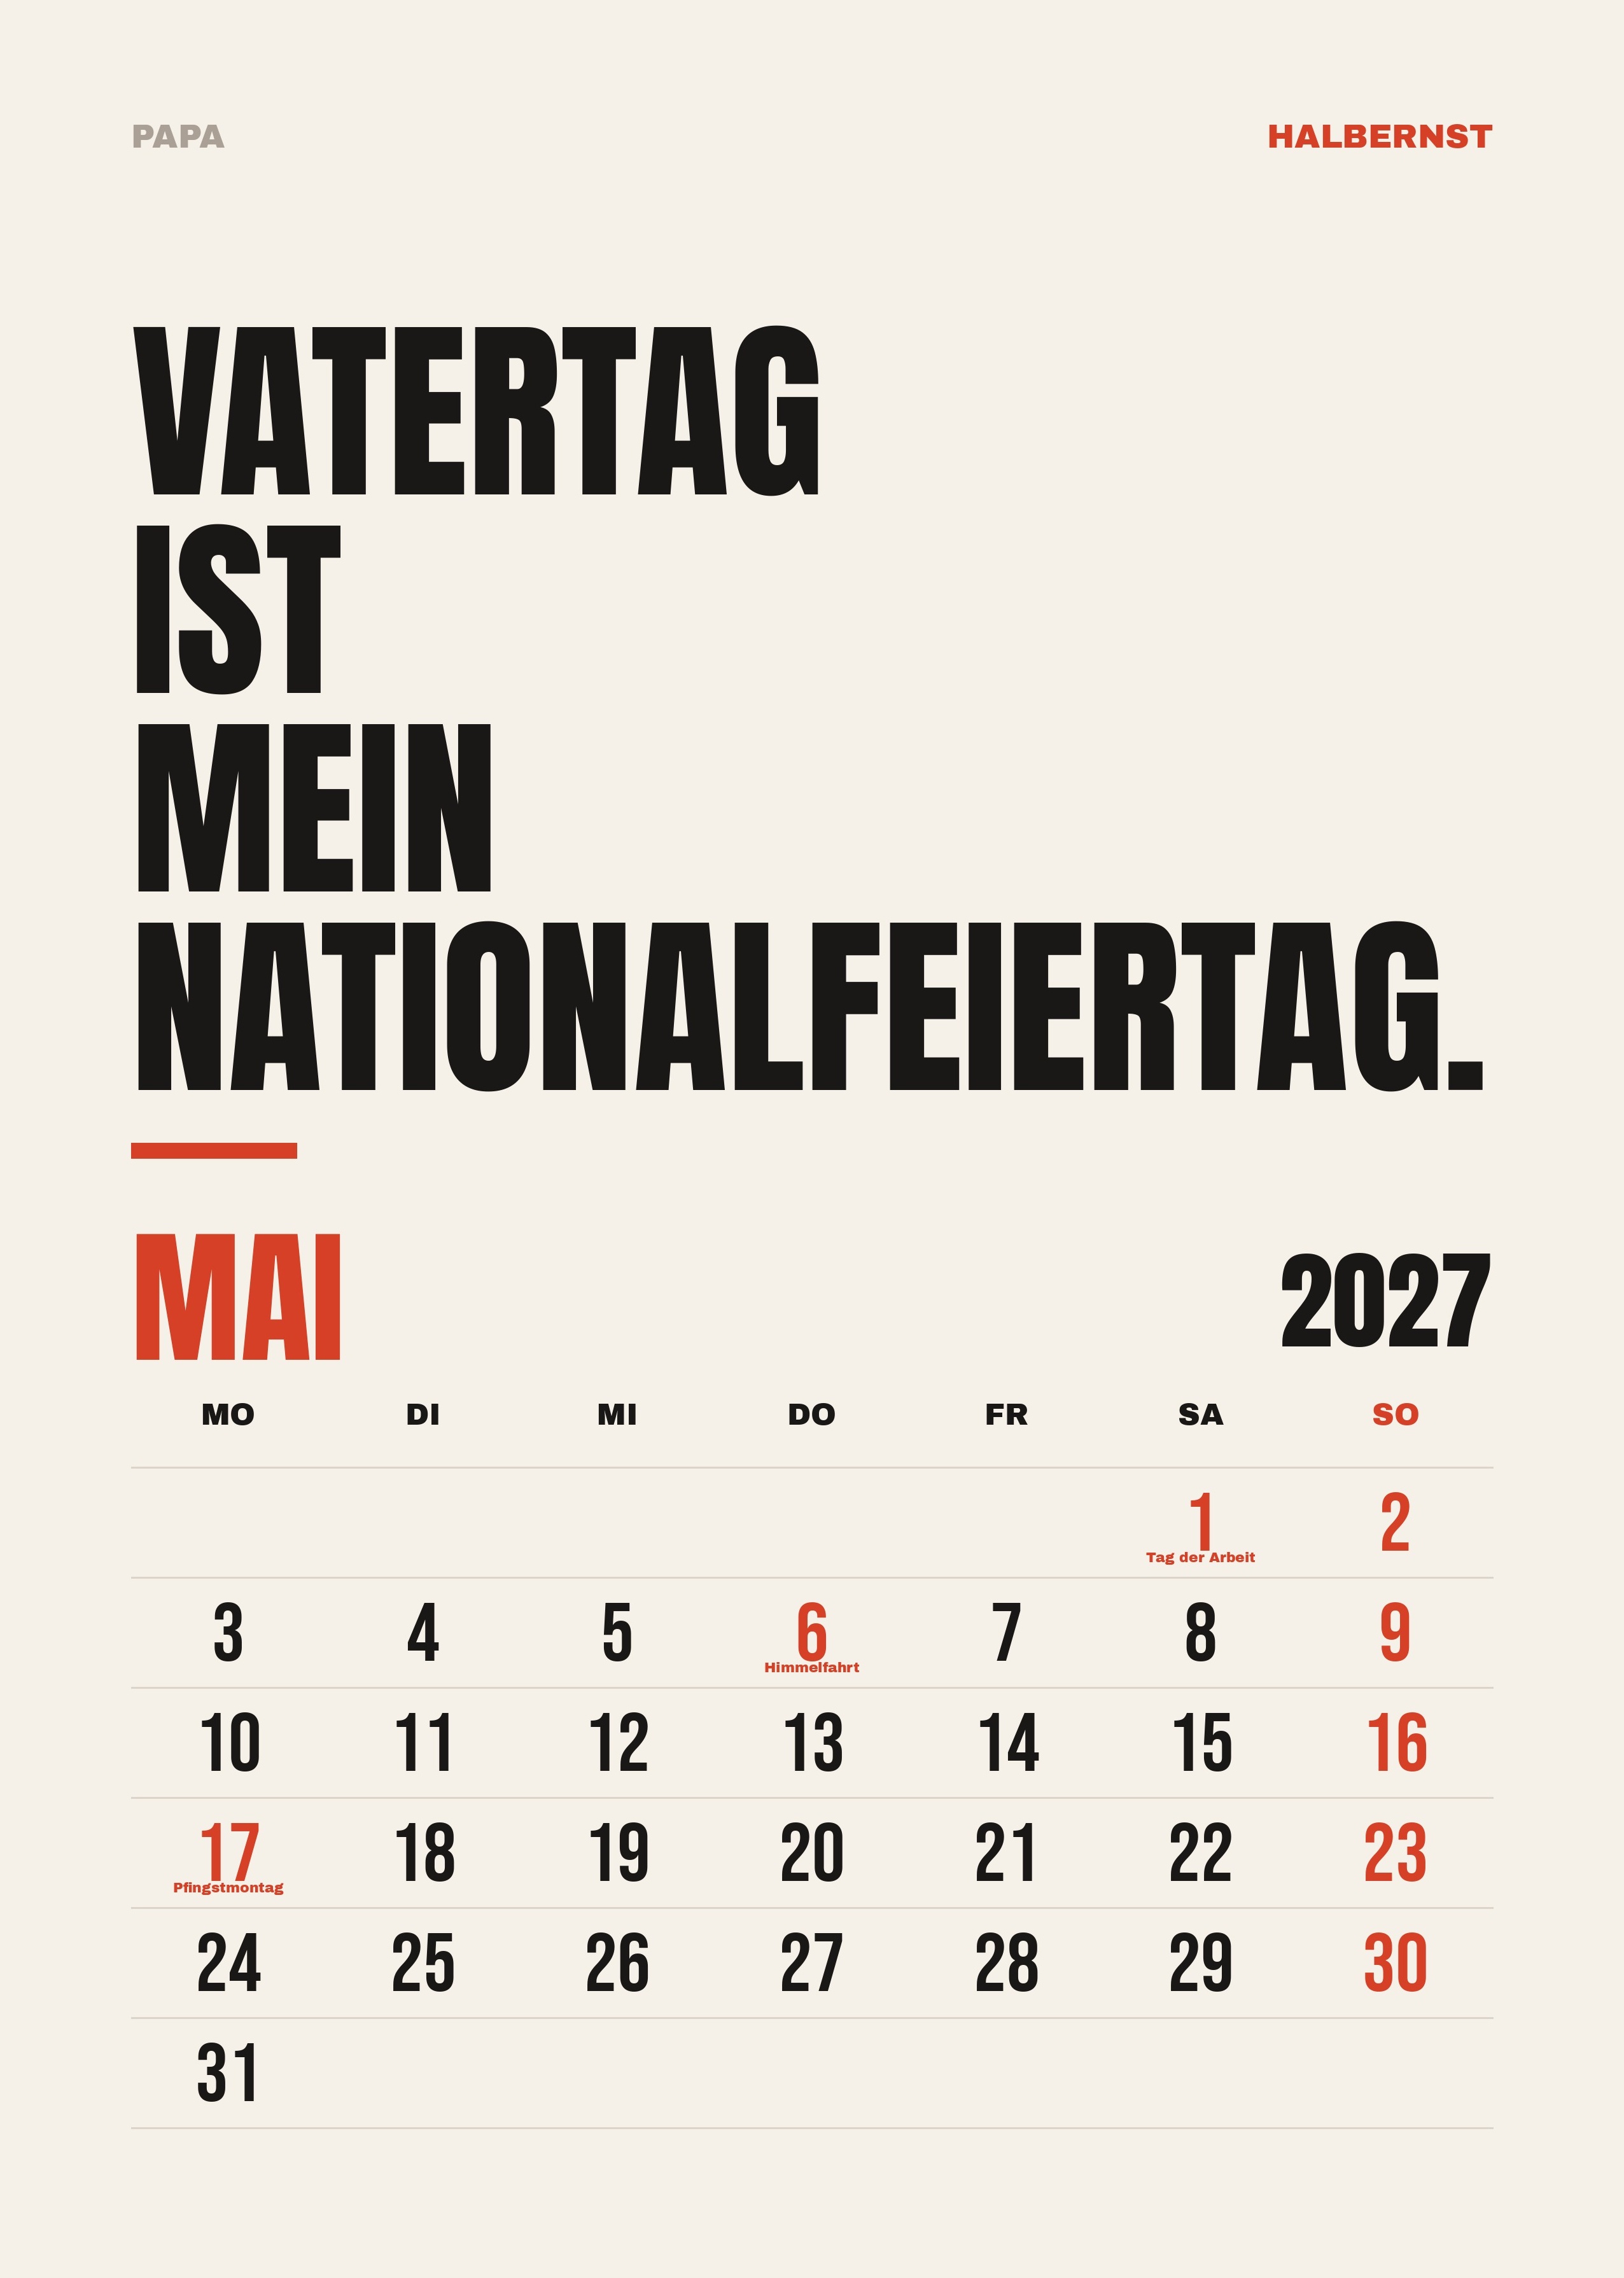 PAPA HALBERNST
VATERTAG
IST
MEIN
NATIONALFEIERTAG.
MAI 2027
MO DI MI DO FR SA SO
1 2
Tag der Arbeit
3 4 5 6 7 8 9
Himmelfahrt
10 11 12 13 14 15 16
17 18 19 20 21 22 23
Pfingstmontag
24 25 26 27 28 29 30
31